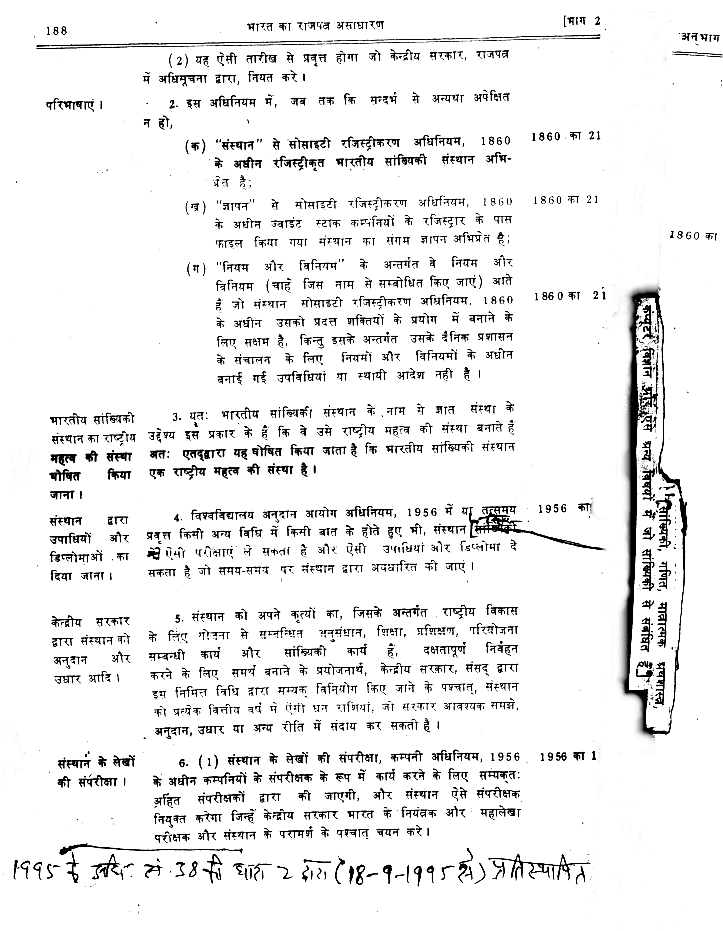 188 भारत का राजपत्र असाधारण [भाग 2
अनुभाग
(2) यह ऐसी तारीख से प्रवृत्त होगा जो केन्द्रीय सरकार, राजपत्र
में अधिसूचना द्वारा, नियत करे ।
परिभाषाएं ।
2. इस अधिनियम में, जब तक कि सन्दर्भ से अन्यथा अपेक्षित
न हो,
(क) "संस्थान" से सोसाइटी रजिस्ट्रीकरण अधिनियम, 1860
1860 का 21
के अधीन रजिस्ट्रीकृत भारतीय सांख्यिकी संस्थान अभि-
प्रेत है;
(ख) "ज्ञापन" से सोसाइटी रजिस्ट्रीकरण अधिनियम, 1860
1860 का 21
के अधीन ज्वाइंट स्टाक कम्पनियों के रजिस्ट्रार के पास
फाइल किया गया संस्थान का संगम ज्ञापन अभिप्रेत है;
1860 का
(ग) "नियम और विनियम" के अन्तर्गत वे नियम और
विनियम (चाहे जिस नाम से सम्बोधित किए जाएं) आते
हैं जो संस्थान सोसाइटी रजिस्ट्रीकरण अधिनियम, 1860
1860 का 21
के अधीन उसको प्रदत्त शक्तियों के प्रयोग में बनाने के
लिए सक्षम है, किन्तु इसके अन्तर्गत उसके दैनिक प्रशासन
के संचालन के लिए नियमों और विनियमों के अधीन
बनाई गई उपविधियां या स्थायी आदेश नहीं है ।
भारतीय सांख्यिकी
संस्थान का राष्ट्रीय
महत्व की संस्था
घोषित किया
जाना ।
3. यतः भारतीय सांख्यिकी संस्थान के नाम से ज्ञात संस्था के
उद्देश्य इस प्रकार के हैं कि वे उसे राष्ट्रीय महत्व की संस्था बनाते हैं
अतः एतद्द्वारा यह घोषित किया जाता है कि भारतीय सांख्यिकी संस्थान
एक राष्ट्रीय महत्व की संस्था है ।
संस्थान द्वारा
उपाधियों और
डिप्लोमाओं का
दिया जाना ।
4. विश्वविद्यालय अनुदान आयोग अधिनियम, 1956 में या तत्समय
1956 का
प्रवृत्त किसी अन्य विधि में किसी बात के होते हुए भी, संस्थान [सांख्यिकी
ऐसी परीक्षाएं ले सकता है और ऐसी उपाधियां और डिप्लोमा दे
सकता है जो समय-समय पर संस्थान द्वारा अवधारित की जाएं ।
[सांख्यिकी, गणित, मात्रात्मक अर्थशास्त्र
कंप्यूटर विज्ञान और ऐसे अन्य विषयों में जो सांख्यिकी से संबंधित है
केन्द्रीय सरकार
द्वारा संस्थान को
अनुदान और
उधार आदि ।
5. संस्थान को अपने कृत्यों का, जिसके अन्तर्गत राष्ट्रीय विकास
के लिए योजना से सम्बन्धित अनुसंधान, शिक्षा, प्रशिक्षण, परियोजना
सम्बन्धी कार्य और सांख्यिकी कार्य हैं, दक्षतापूर्ण निर्वहन
करने के लिए समर्थ बनाने के प्रयोजनार्थ, केन्द्रीय सरकार, संसद् द्वारा
इस निमित्त विधि द्वारा सम्यक् विनियोग किए जाने के पश्चात्, संस्थान
को प्रत्येक वित्तीय वर्ष में ऐसी धन राशियां, जो सरकार आवश्यक समझे,
अनुदान, उधार या अन्य रीति में संदाय कर सकती है ।
संस्थान के लेखों
की संपरीक्षा ।
6. (1) संस्थान के लेखों की संपरीक्षा, कम्पनी अधिनियम, 1956
1956 का 1
के अधीन कम्पनियों के संपरीक्षक के रूप में कार्य करने के लिए सम्यक्तः
अर्हित संपरीक्षकों द्वारा की जाएगी, और संस्थान ऐसे संपरीक्षक
नियुक्त करेगा जिन्हें केन्द्रीय सरकार भारत के नियंत्रक और महालेखा
परीक्षक और संस्थान के परामर्श के पश्चात् चयन करे ।
1995 के अधि सं 38 की धारा 2 द्वारा (18-9-1995 से) प्रतिस्थापित